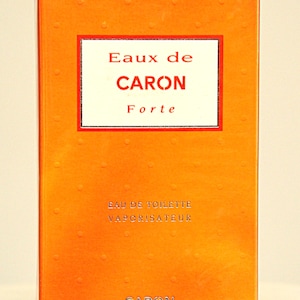 Eaux de
CARON
Forte
EAU DE TOILETTE
VAPORISATEUR